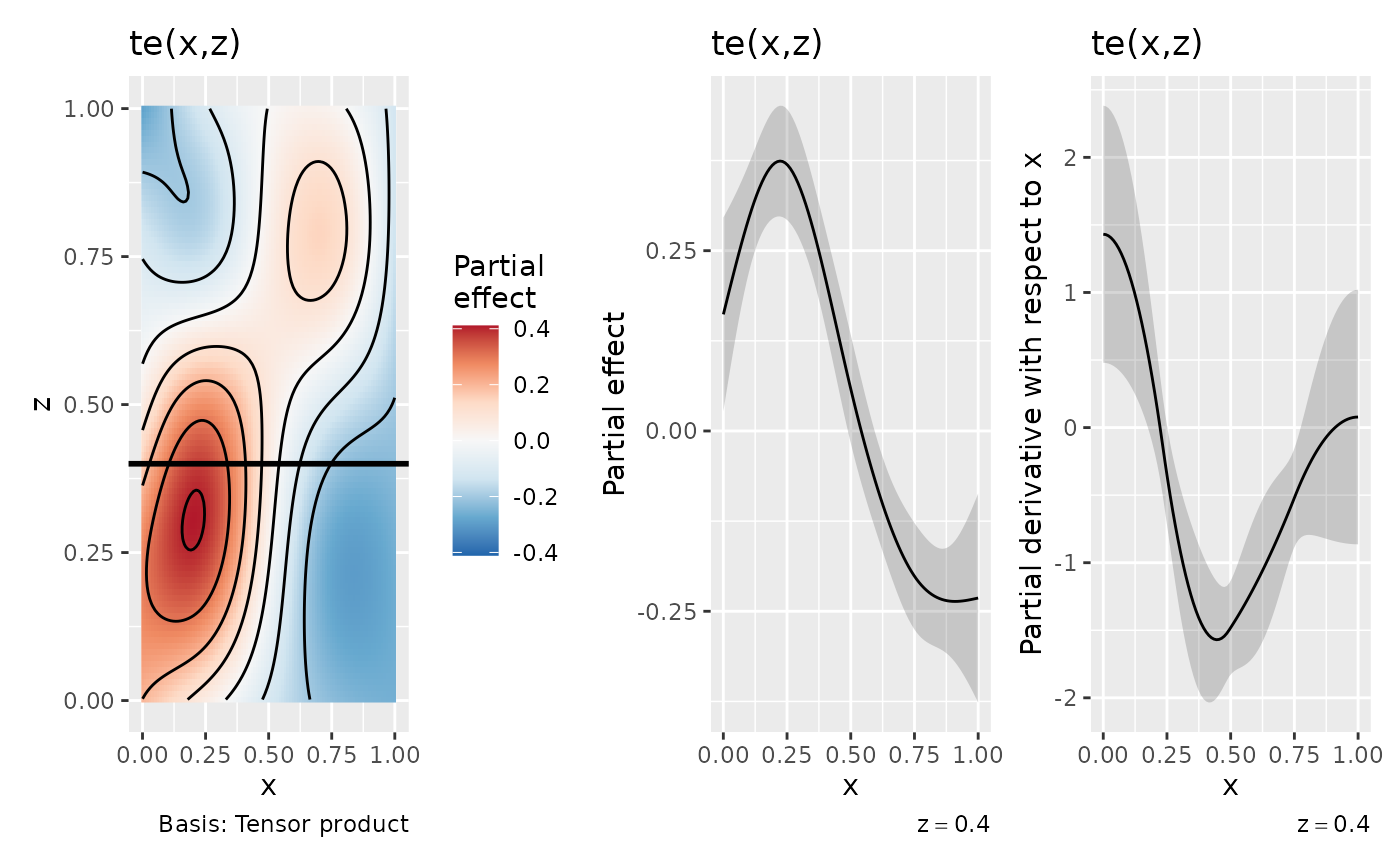 te(x,z)
z
1.00
0.75
0.50
0.25
0.00
0.00 0.25 0.50 0.75 1.00
x
Basis: Tensor product
Partial
effect
0.4
0.2
0.0
-0.2
-0.4
te(x,z)
Partial effect
0.25
0.00
-0.25
0.00 0.25 0.50 0.75 1.00
x
z = 0.4
te(x,z)
Partial derivative with respect to x
2
1
0
-1
-2
0.00 0.25 0.50 0.75 1.00
x
z = 0.4